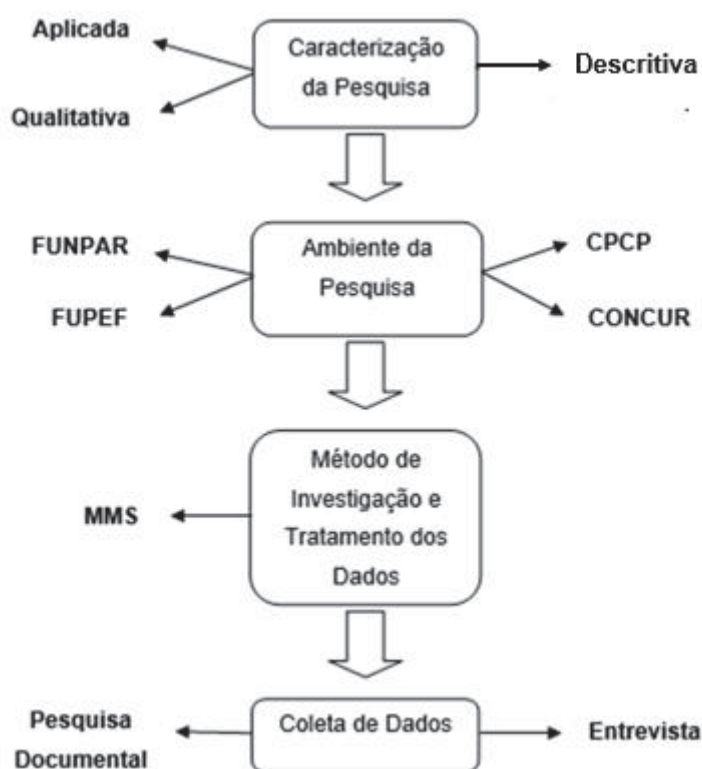 Aplicada
Caracterização
da Pesquisa
Descritiva
Qualitativa
FUNPAR
Ambiente da
Pesquisa
CPCP
FUPEF
CONCUR
Método de
Investigação e
Tratamento dos
Dados
MMS
Pesquisa
Documental
Coleta de Dados
Entrevista